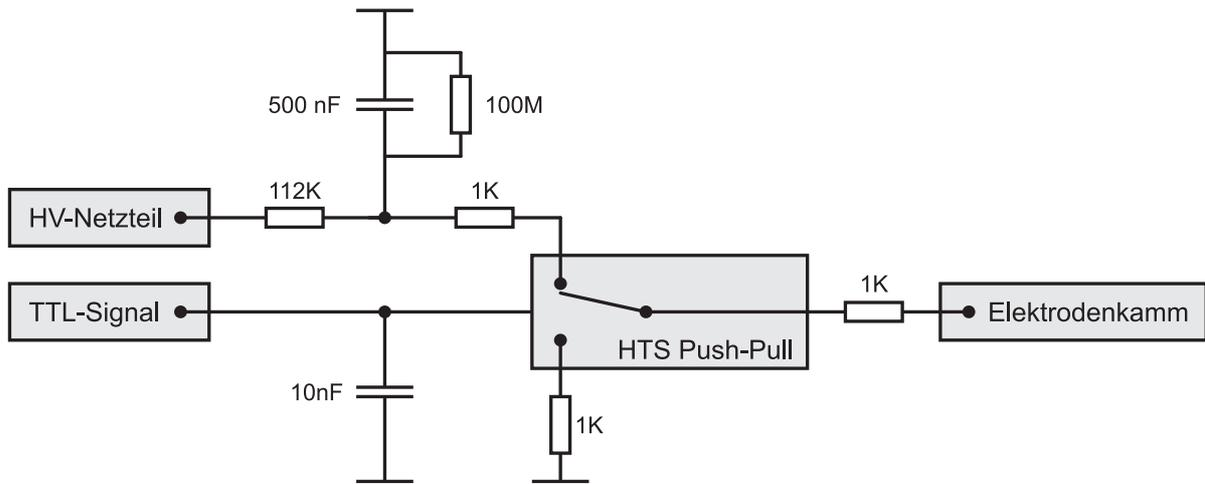 500 nF
100M
112K
1K
HV-Netzteil
TTL-Signal
1K
Elektrodenkamm
HTS Push-Pull
10nF
1K